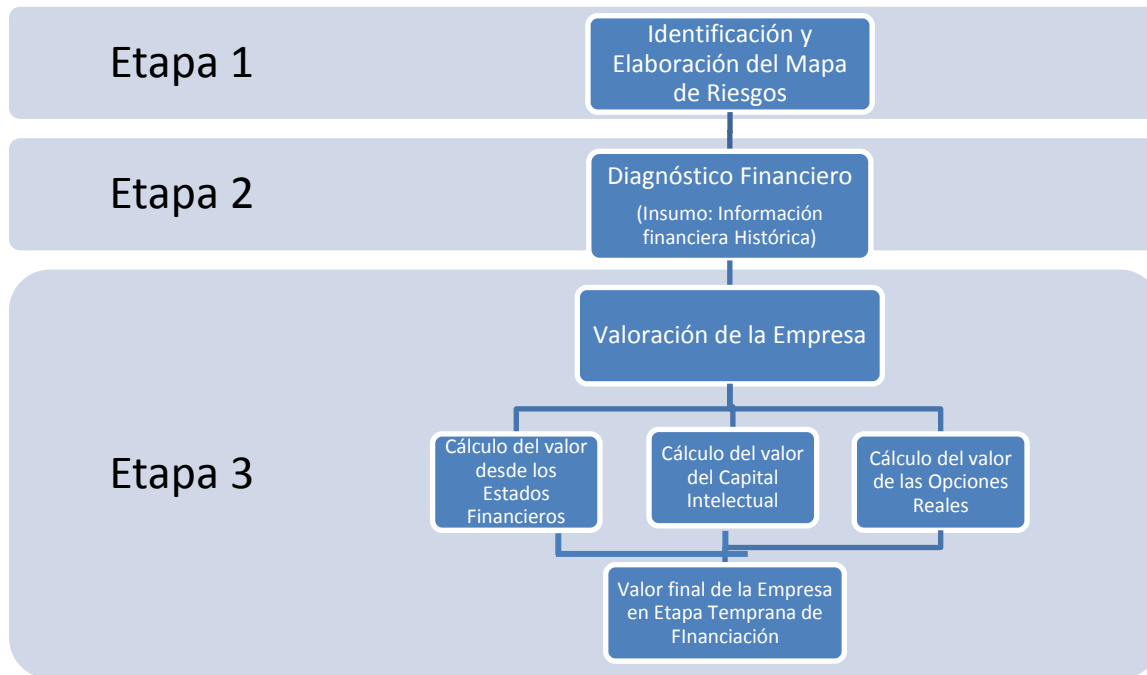 Etapa 1
Identificación y
Elaboración del Mapa
de Riesgos
Etapa 2
Diagnóstico Financiero
(Insumo: Información
financiera Histórica)
Etapa 3
Valoración de la Empresa
Cálculo del valor
desde los
Estados
Financieros
Cálculo del valor
del Capital
Intelectual
Cálculo del valor
de las Opciones
Reales
Valor final de la Empresa
en Etapa Temprana de
FInanciación